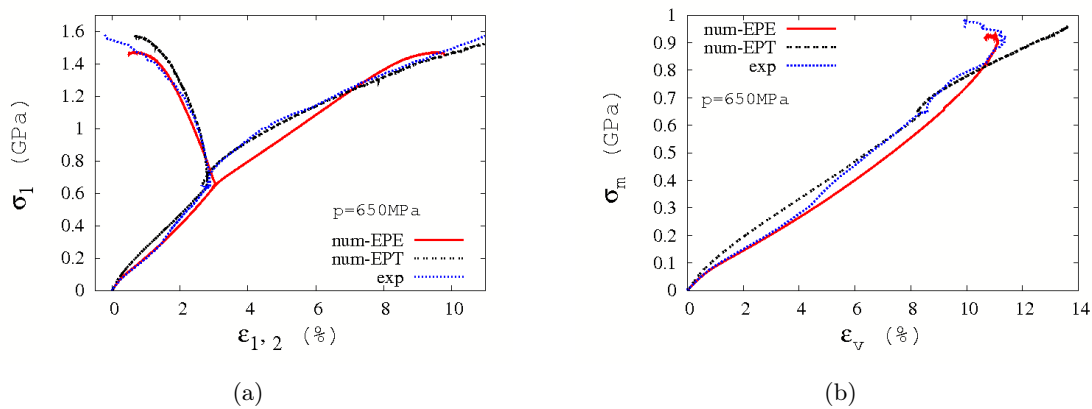 1.6
1.4
1.2
1
0.8
0.6
0.4
0.2
0
σ1 (GPa)
p=650MPa
num-EPE
num-EPT
exp
0 2 4 6 8 10
ε1, 2 (%)
(a)
1
0.9
0.8
0.7
0.6
0.5
0.4
0.3
0.2
0.1
0
σm (GPa)
num-EPE
num-EPT
exp
p=650MPa
0 2 4 6 8 10 12 14
εv (%)
(b)